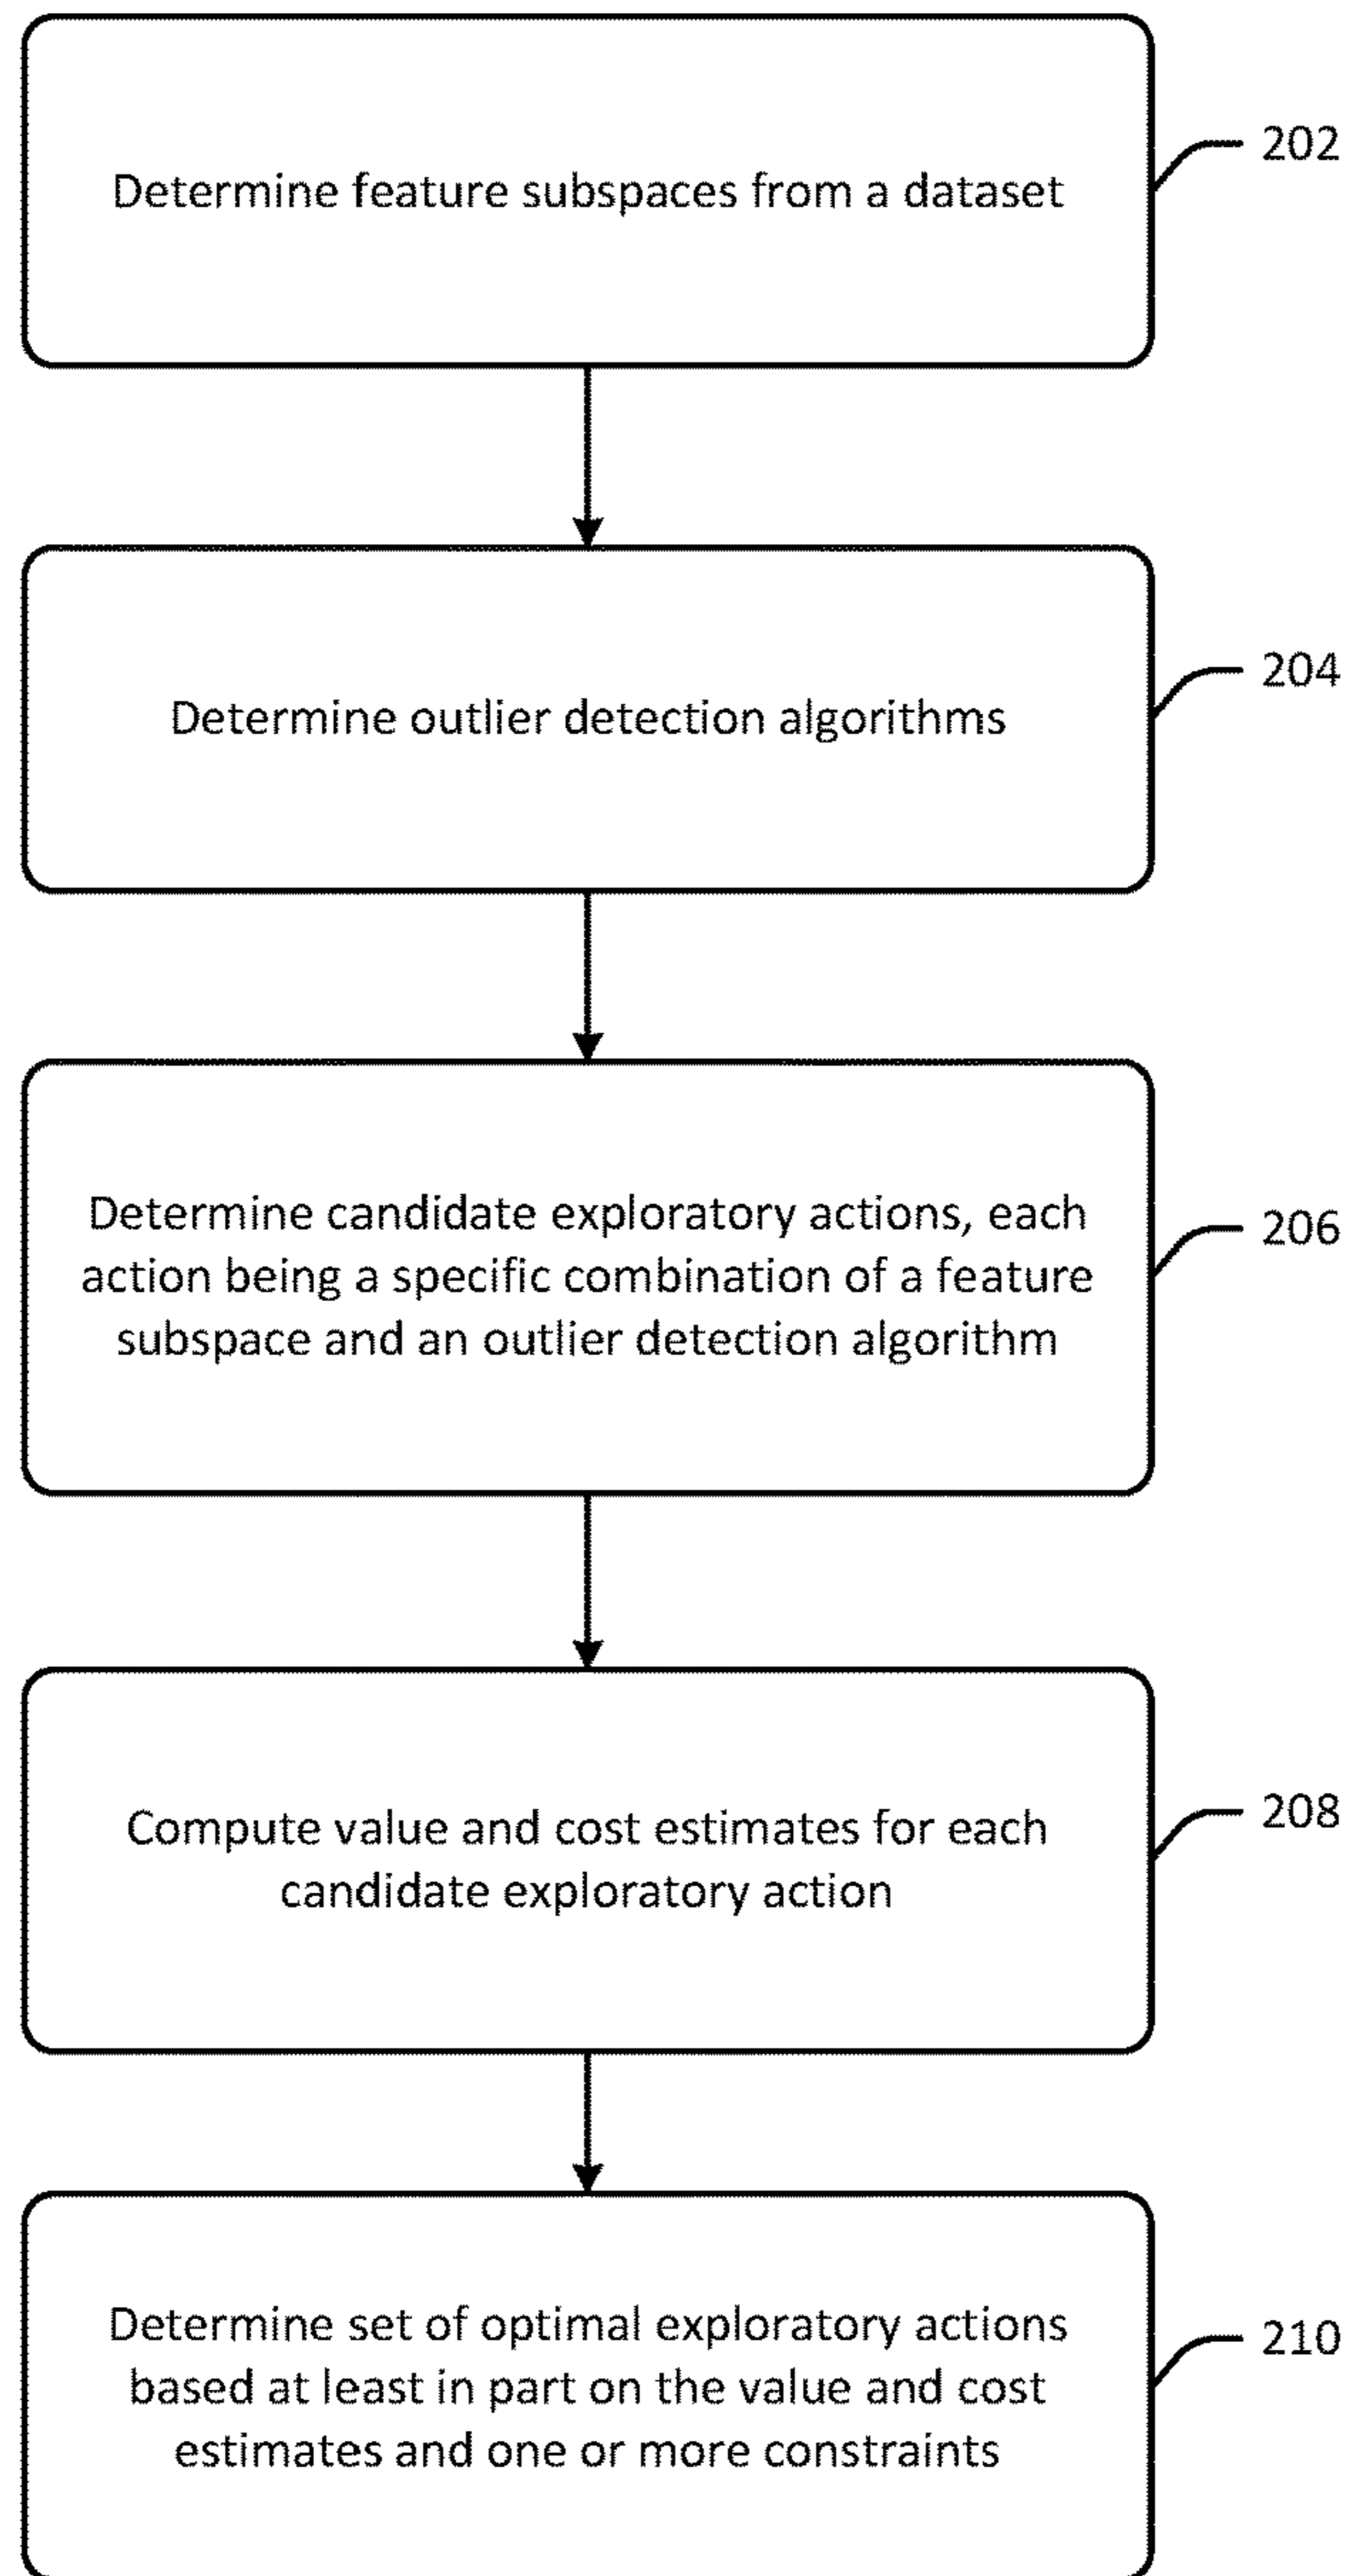 Determine feature subspaces from a dataset
202
Determine outlier detection algorithms
204
Determine candidate exploratory actions, each
action being a specific combination of a feature
subspace and an outlier detection algorithm
206
Compute value and cost estimates for each
candidate exploratory action
208
Determine set of optimal exploratory actions
based at least in part on the value and cost
estimates and one or more constraints
210